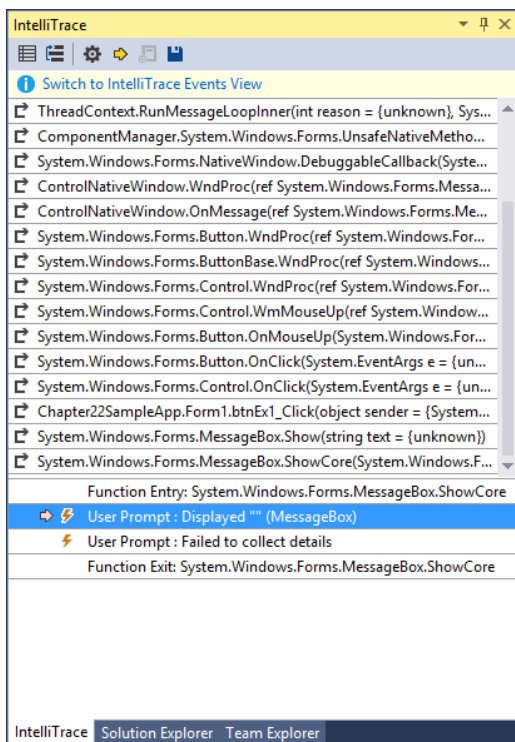 IntelliTrace
Switch to IntelliTrace Events View
ThreadContext.RunMessageLoopInner(int reason = {unknown}, Sys...
ComponentManager.System.Windows.Forms.UnsafeNativeMetho...
System.Windows.Forms.NativeWindow.DebuggableCallback(Syste...
ControlNativeWindow.WndProc(ref System.Windows.Forms.Messa...
ControlNativeWindow.OnMessage(ref System.Windows.Forms.Me...
System.Windows.Forms.Button.WndProc(ref System.Windows.For...
System.Windows.Forms.ButtonBase.WndProc(ref System.Windows...
System.Windows.Forms.Control.WndProc(ref System.Windows.For...
System.Windows.Forms.Control.WmMouseUp(ref System.Window...
System.Windows.Forms.Button.OnMouseUp(System.Windows.For...
System.Windows.Forms.Button.OnClick(System.EventArgs e = {un...
System.Windows.Forms.Control.OnClick(System.EventArgs e = {un...
Chapter22SampleApp.Form1.btnEx1_Click(object sender = {System...
System.Windows.Forms.MessageBox.Show(string text = {unknown})
System.Windows.Forms.MessageBox.ShowCore(System.Windows.F...
Function Entry: System.Windows.Forms.MessageBox.ShowCore
User Prompt : Displayed "" (MessageBox)
User Prompt : Failed to collect details
Function Exit: System.Windows.Forms.MessageBox.ShowCore
IntelliTrace Solution Explorer Team Explorer